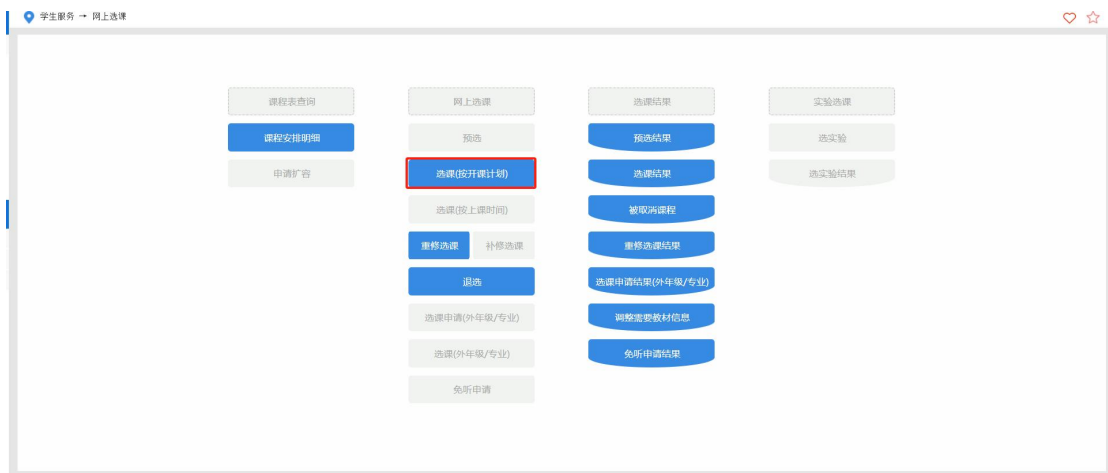 学生服务 → 网上选课
课程表查询
课程安排明细
申请扩容
网上选课
预选
选课(按开课计划)
选课(按上课时间)
重修选课 补修选课
退选
选课申请(外年级/专业)
选课(外年级/专业)
免听申请
选课结果
预选结果
选课结果
被取消课程
重修选课结果
选课申请结果(外年级/专业)
调整需要教材信息
免听申请结果
实验选课
选实验
选实验结果